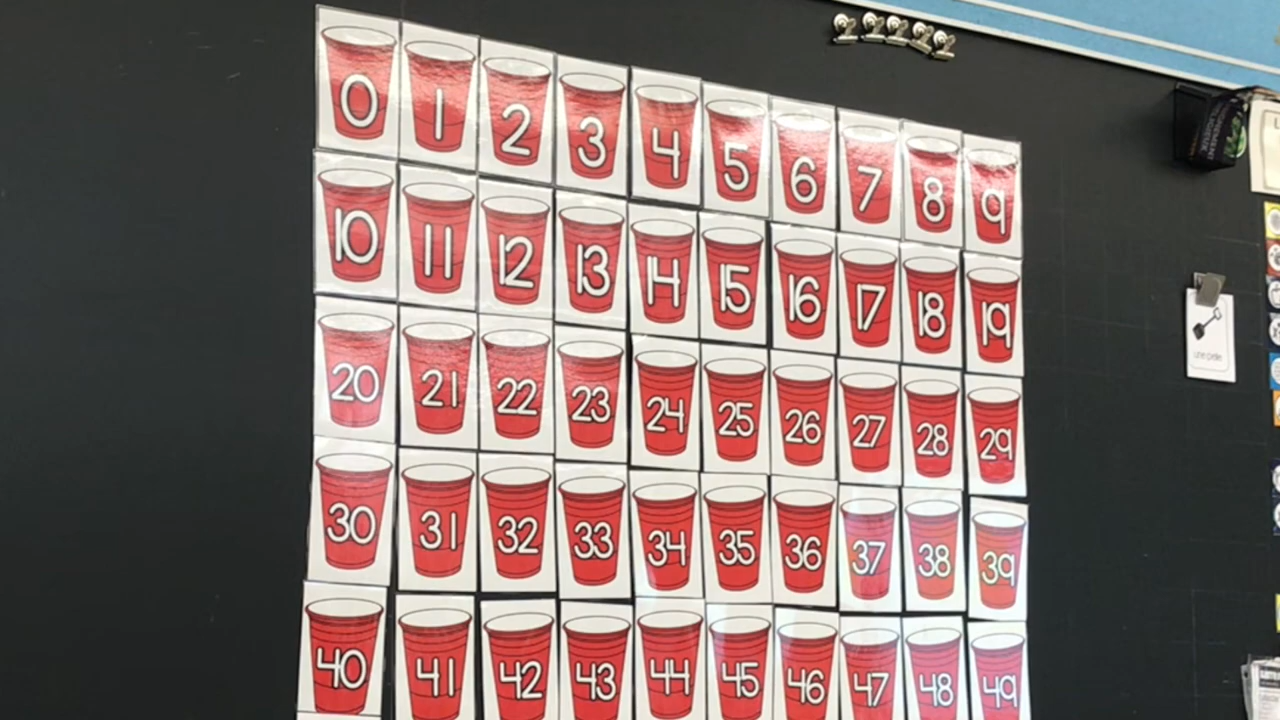 0 1 2 3 4 5 6 7 8 9
10 11 12 13 14 15 16 17 18 19
20 21 22 23 24 25 26 27 28 29
30 31 32 33 34 35 36 37 38 39
40 41 42 43 44 45 46 47 48 49
une pelle